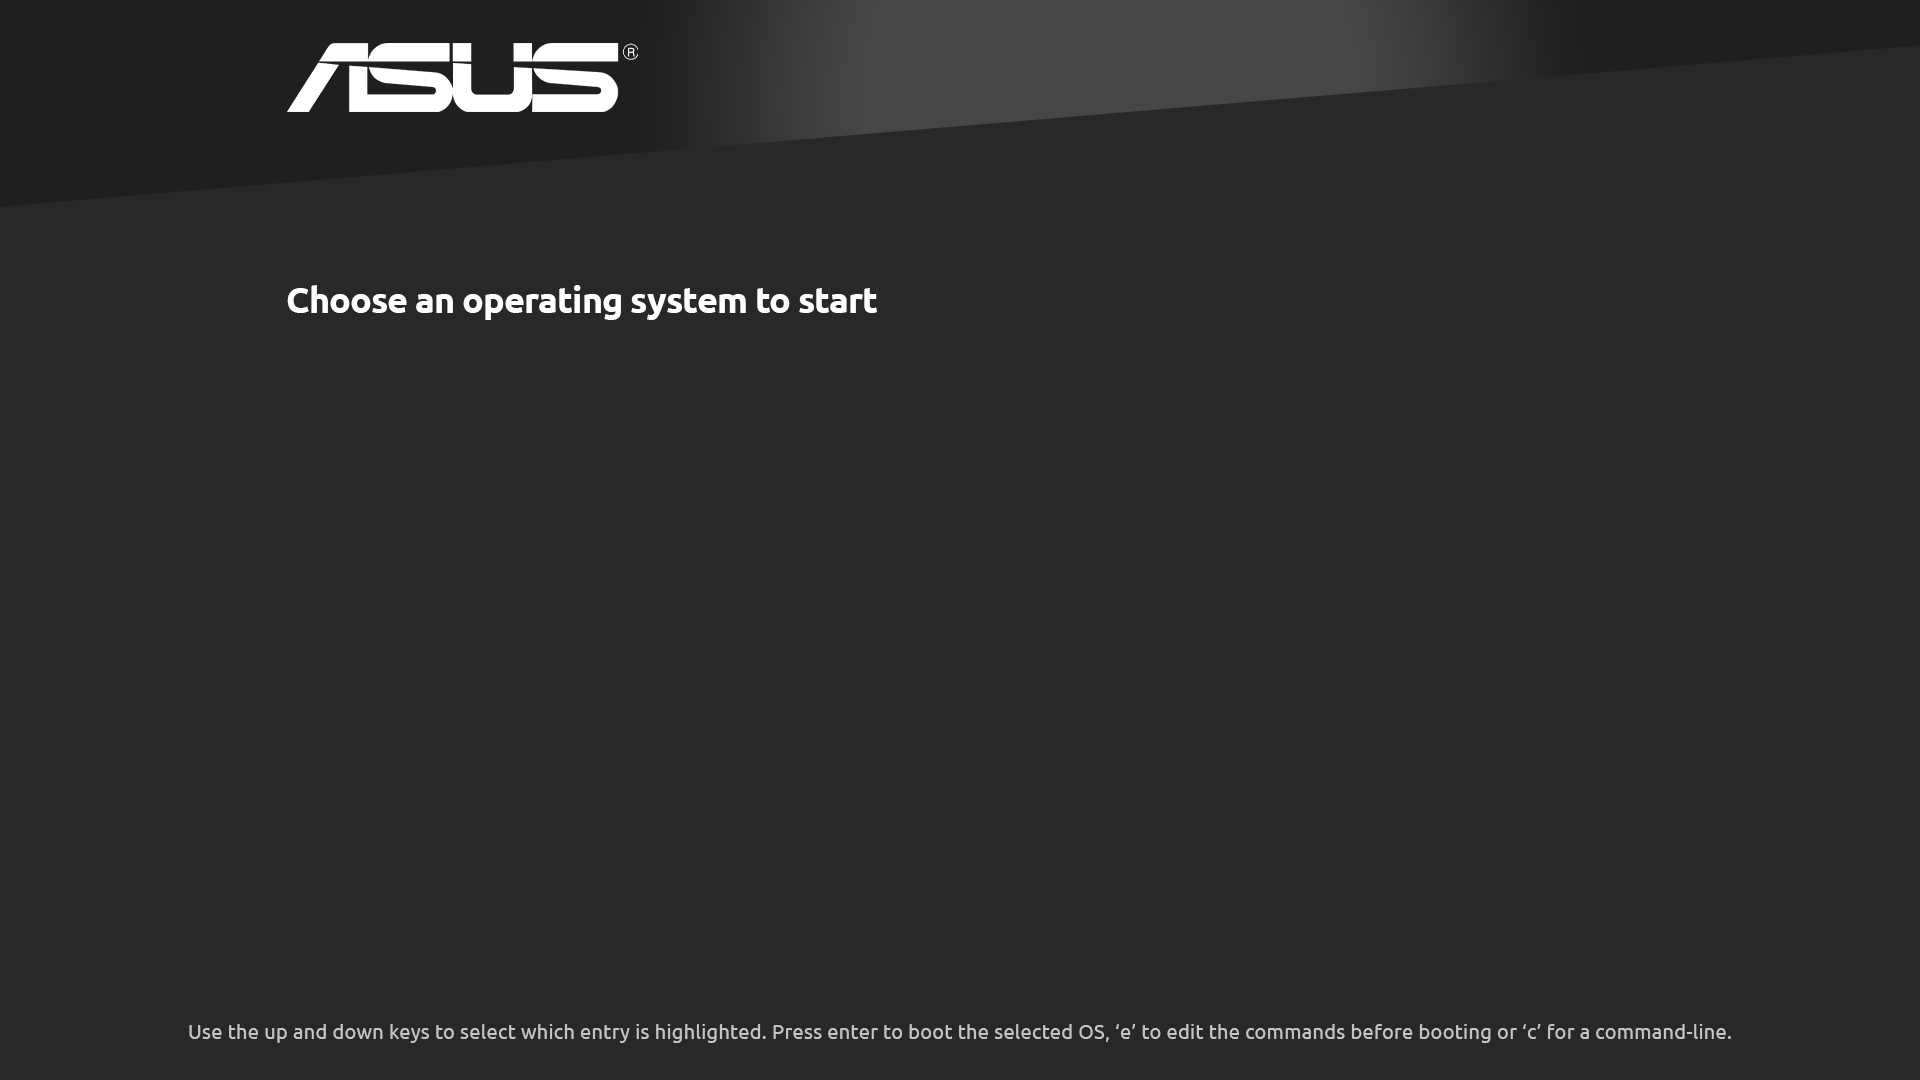 ASUS®
Choose an operating system to start
Use the up and down keys to select which entry is highlighted. Press enter to boot the selected OS, ‘e’ to edit the commands before booting or ‘c’ for a command-line.